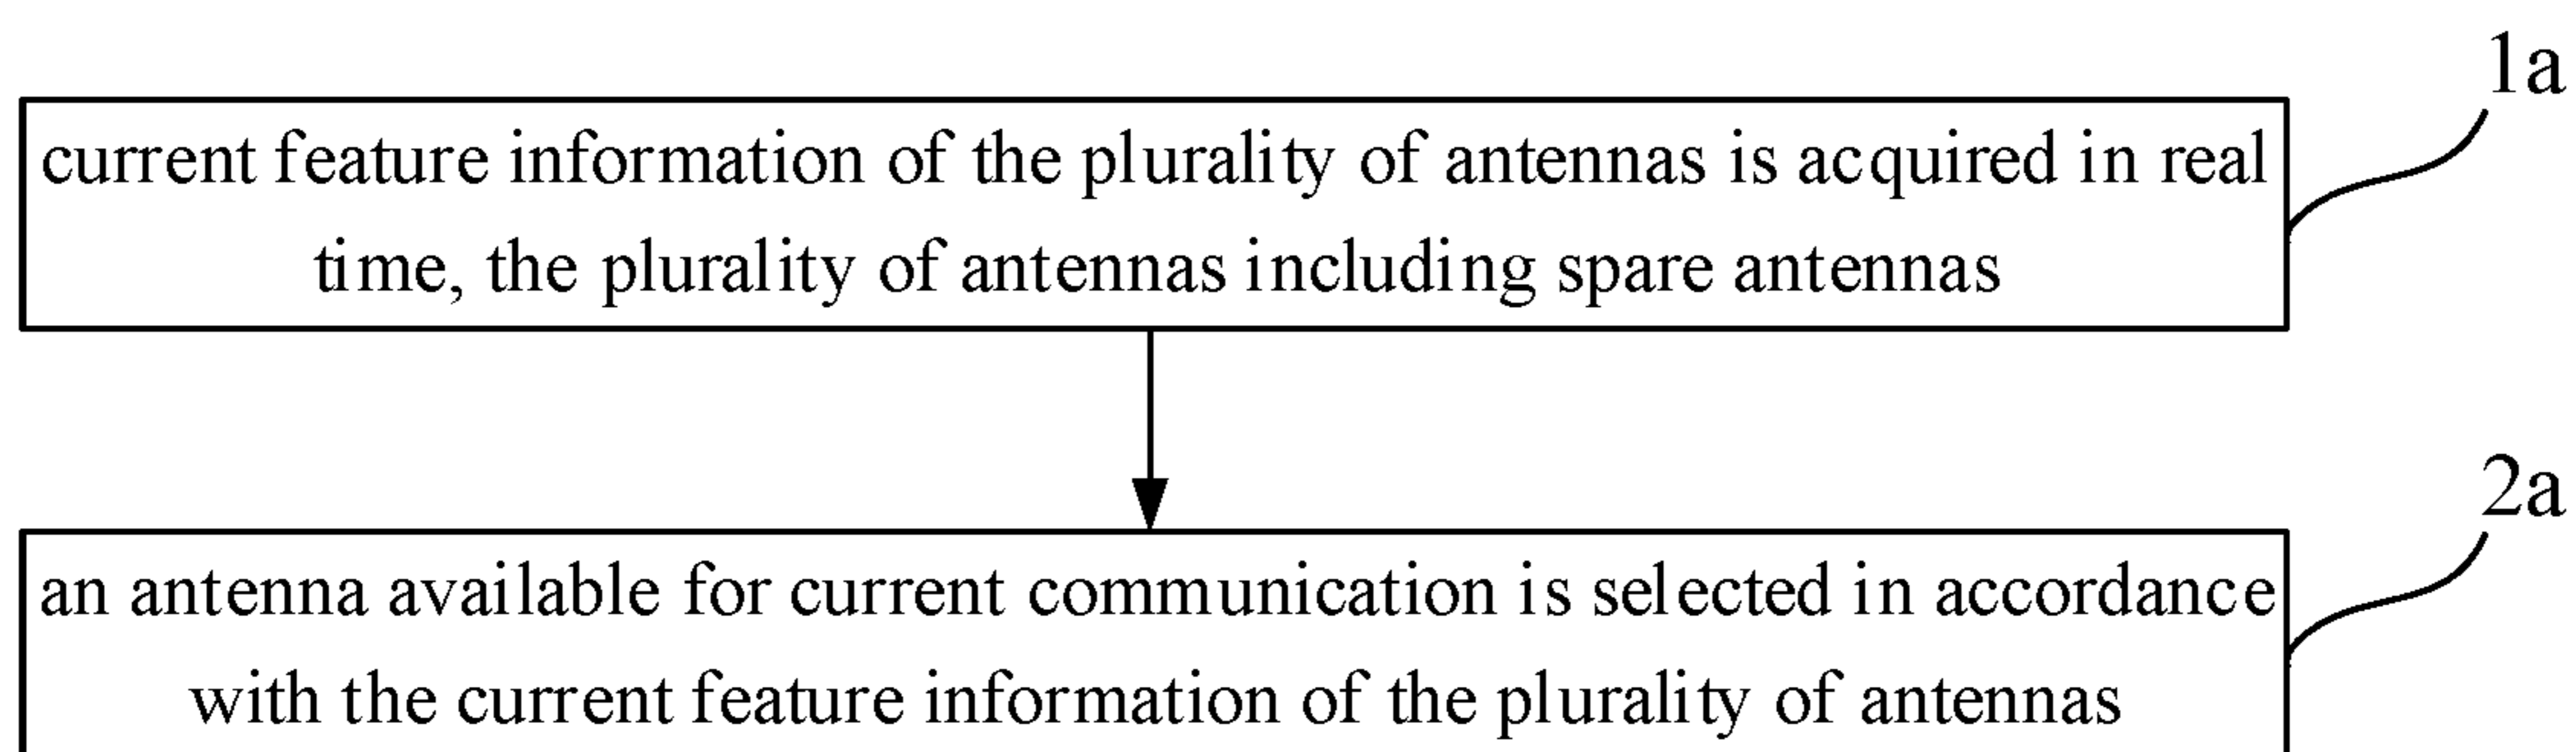 1a
current feature information of the plurality of antennas is acquired in real
time, the plurality of antennas including spare antennas
2a
an antenna available for current communication is selected in accordance
with the current feature information of the plurality of antennas